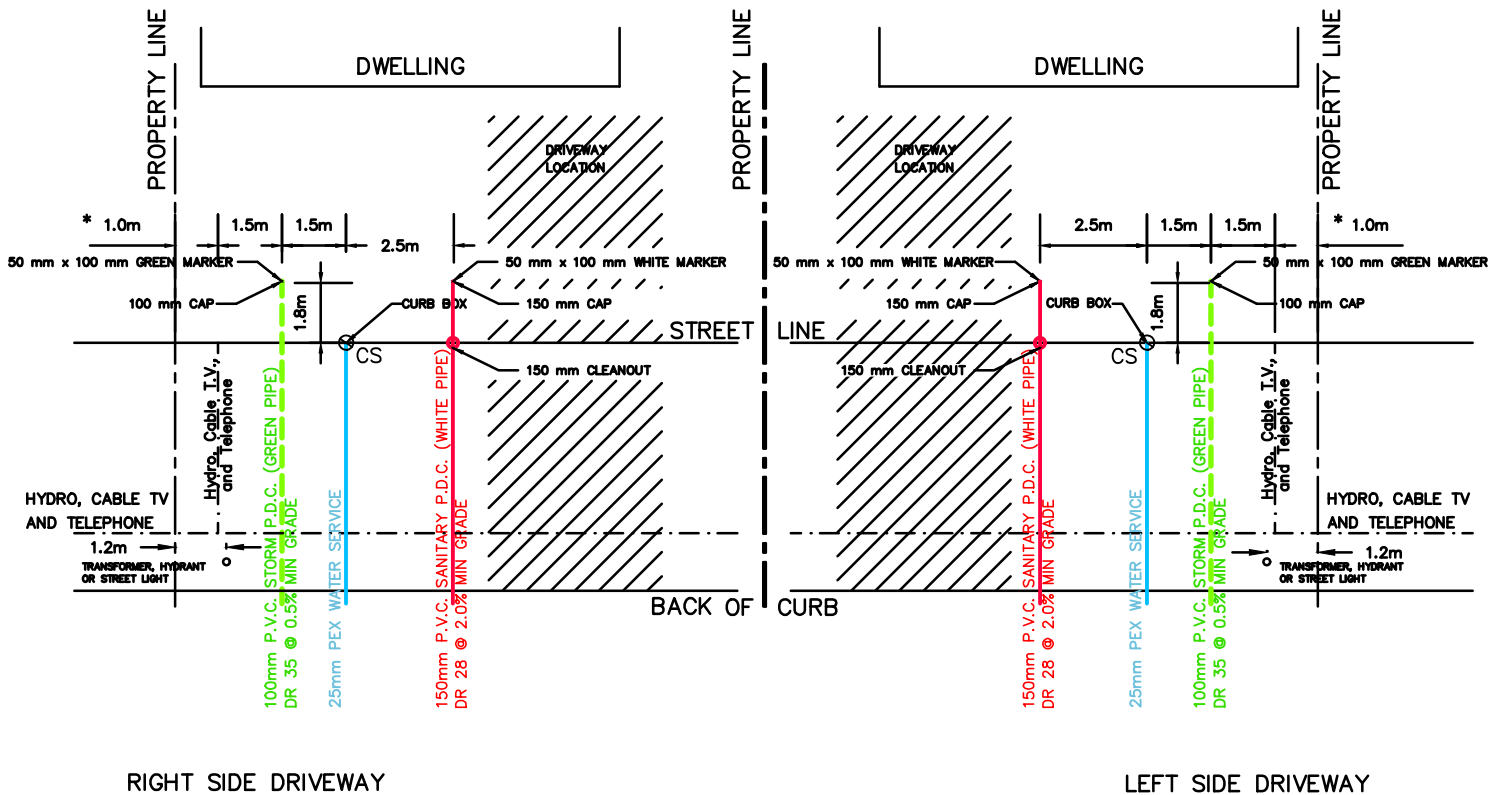 PROPERTY LINE
DWELLING
PROPERTY LINE
DWELLING
PROPERTY LINE
DRIVEWAY
LOCATION
DRIVEWAY
LOCATION
* 1.0m
1.5m
1.5m
2.5m
2.5m
1.5m
1.5m
* 1.0m
50 mm x 100 mm GREEN MARKER
50 mm x 100 mm WHITE MARKER
50 mm x 100 mm WHITE MARKER
50 mm x 100 mm GREEN MARKER
100 mm CAP
1.8m
CURB BOX
150 mm CAP
150 mm CAP
CURB BOX
1.8m
100 mm CAP
STREET LINE
CS
CS
150 mm CLEANOUT
150 mm CLEANOUT
Hydro, Cable T.V.,
and Telephone
100mm P.V.C. STORM P.D.C. (GREEN PIPE)
DR 35 @ 0.5% MIN GRADE
25mm PEX WATER SERVICE
150mm P.V.C. SANITARY P.D.C. (WHITE PIPE)
DR 28 @ 2.0% MIN GRADE
150mm P.V.C. SANITARY P.D.C. (WHITE PIPE)
DR 28 @ 2.0% MIN GRADE
25mm PEX WATER SERVICE
100mm P.V.C. STORM P.D.C. (GREEN PIPE)
DR 35 @ 0.5% MIN GRADE
Hydro, Cable T.V.,
and Telephone
HYDRO, CABLE TV
AND TELEPHONE
HYDRO, CABLE TV
AND TELEPHONE
1.2m
1.2m
TRANSFORMER, HYDRANT
OR STREET LIGHT
TRANSFORMER, HYDRANT
OR STREET LIGHT
BACK OF CURB
RIGHT SIDE DRIVEWAY
LEFT SIDE DRIVEWAY